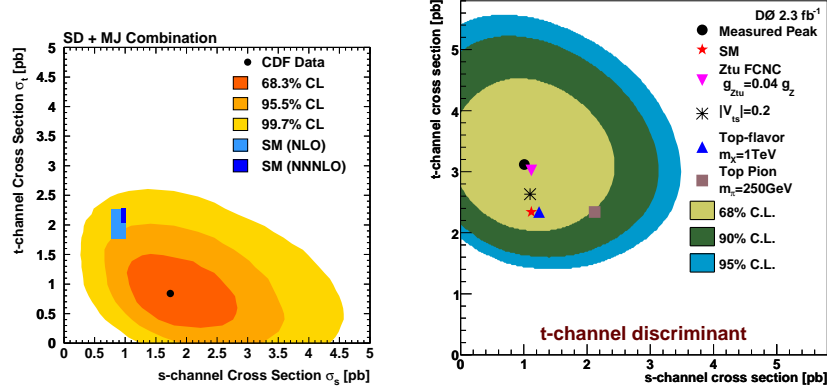 SD + MJ Combination
t-channel Cross Section σt [pb]
5
4.5
4
3.5
3
2.5
2
1.5
1
0.5
0
CDF Data
68.3% CL
95.5% CL
99.7% CL
SM (NLO)
SM (NNNLO)
0 0.5 1 1.5 2 2.5 3 3.5 4 4.5 5
s-channel Cross Section σs [pb]
t-channel cross section [pb]
5
4
3
2
1
0
DØ 2.3 fb-1
Measured Peak
SM
Ztu FCNC
gZtu=0.04 gZ
|Vts|=0.2
Top-flavor
mX=1TeV
Top Pion
mπ=250GeV
68% C.L.
90% C.L.
95% C.L.
t-channel discriminant
0 1 2 3 4 5
s-channel cross section [pb]